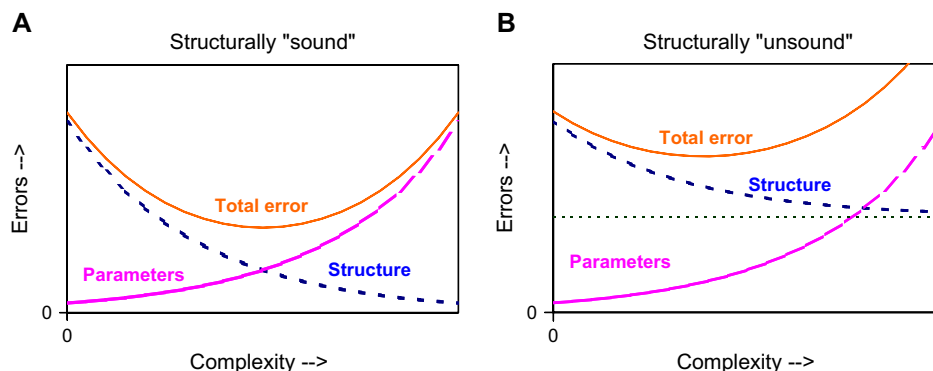 A
Structurally "sound"
Errors -->
Total error
Parameters
Structure
0
0
Complexity -->
B
Structurally "unsound"
Errors -->
Total error
Structure
Parameters
0
0
Complexity -->